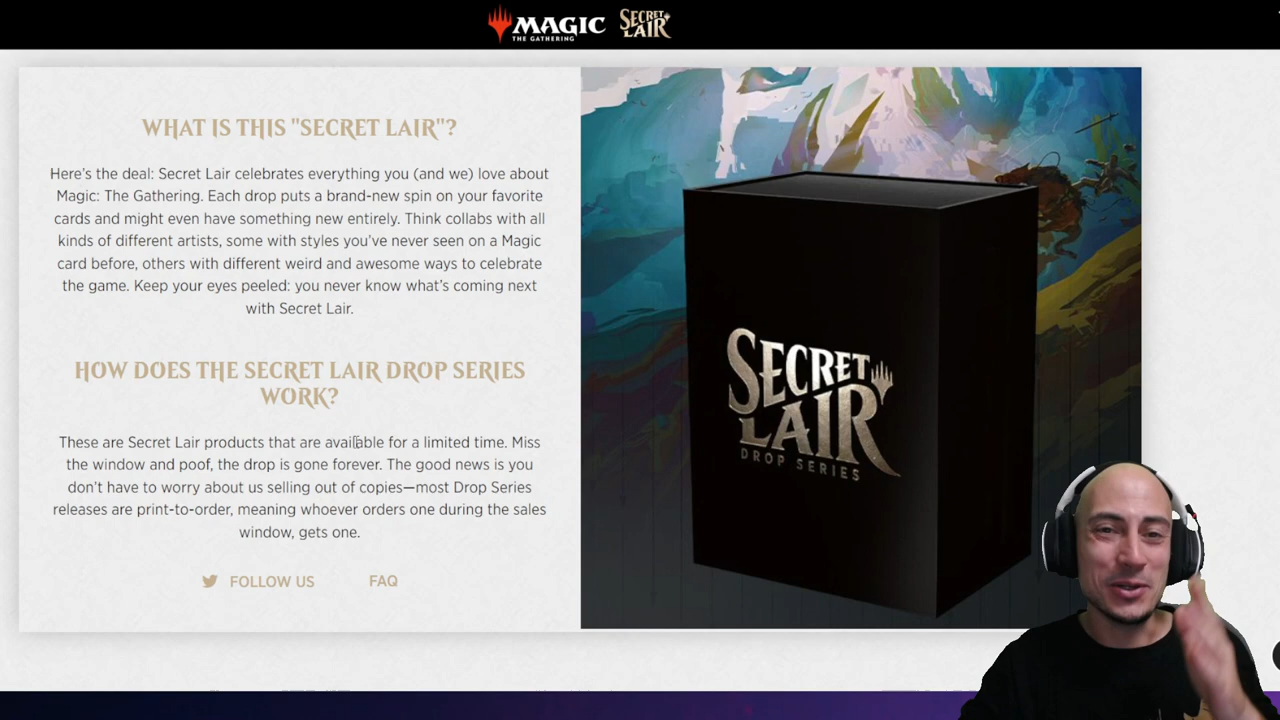 MAGIC
THE GATHERING
SECRET
LAIR
WHAT IS THIS "SECRET LAIR"?
Here's the deal: Secret Lair celebrates everything you (and we) love about
Magic: The Gathering. Each drop puts a brand-new spin on your favorite
cards and might even have something new entirely. Think collabs with all
kinds of different artists, some with styles you've never seen on a Magic
card before, others with different weird and awesome ways to celebrate
the game. Keep your eyes peeled: you never know what's coming next
with Secret Lair.
HOW DOES THE SECRET LAIR DROP SERIES
WORK?
These are Secret Lair products that are available for a limited time. Miss
the window and poof, the drop is gone forever. The good news is you
don't have to worry about us selling out of copies—most Drop Series
releases are print-to-order, meaning whoever orders one during the sales
window, gets one.
FOLLOW US FAQ
SECRET
LAIR
DROP SERIES